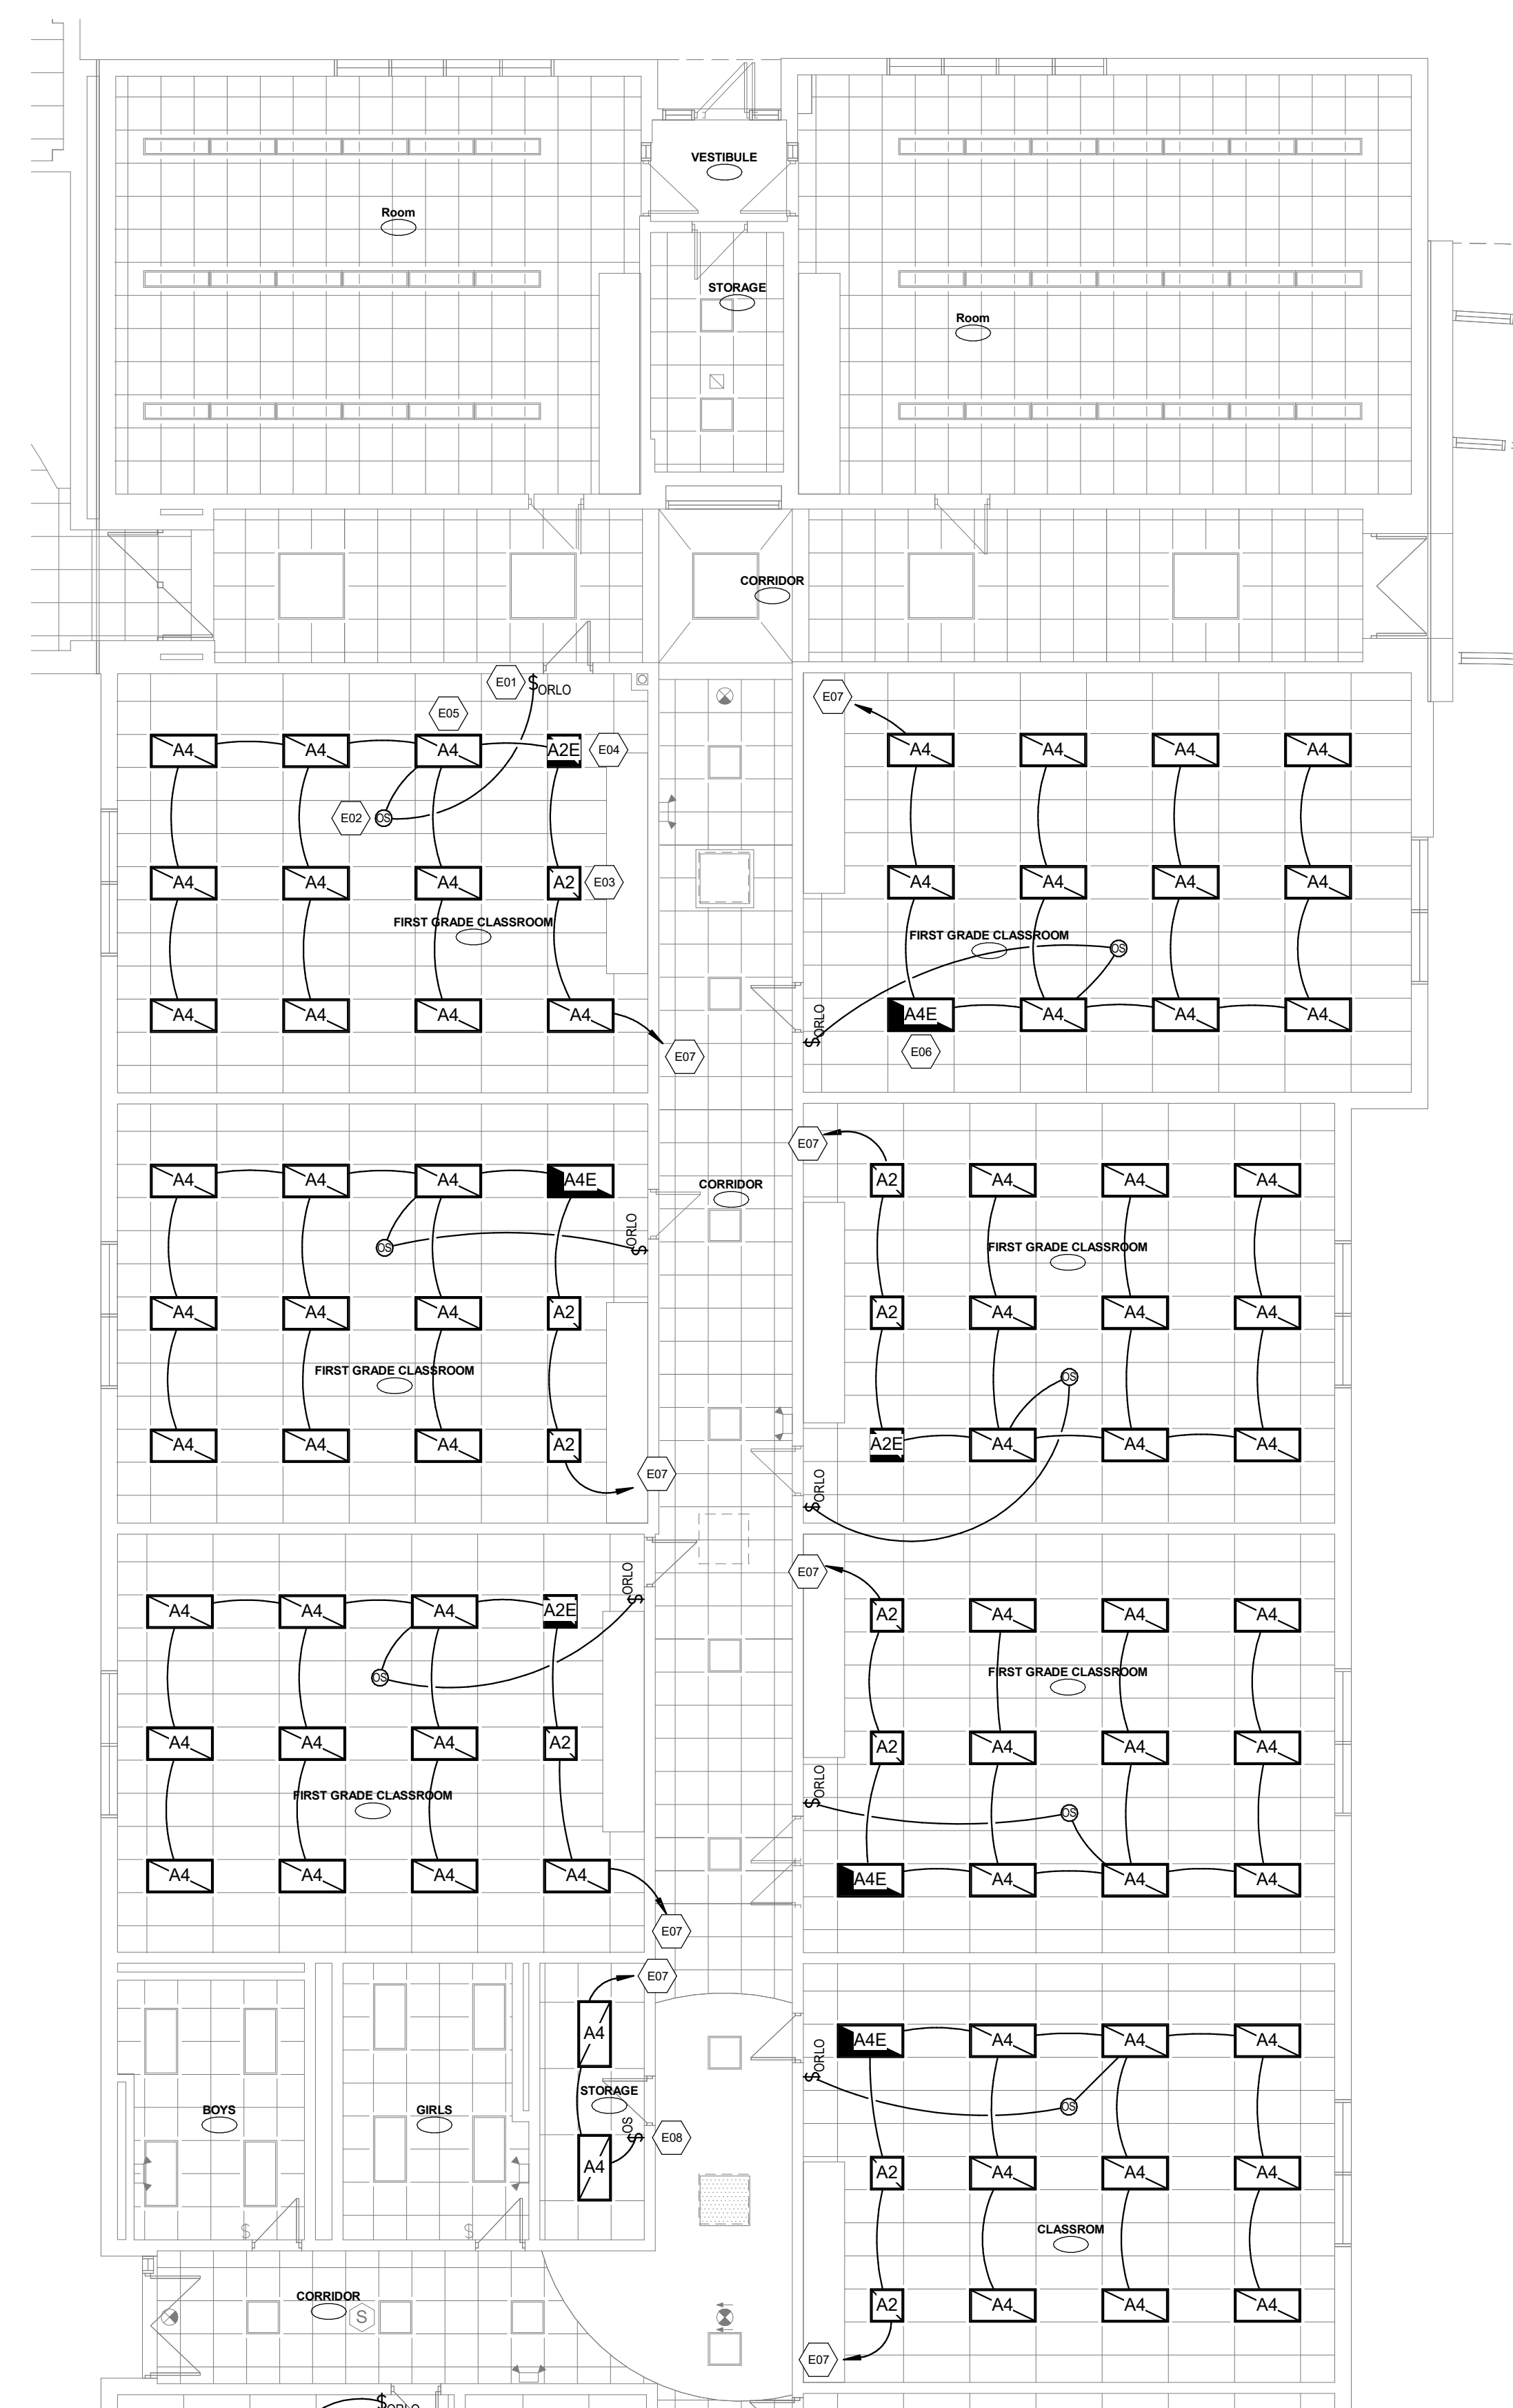 VESTIBULE
Room
STORAGE
Room
CORRIDOR
E01
$ORLO
E05
E07
A4 A4 A4 A2E E04
A4 A4 A4 A4
E02 OS
A4 A4 A4 A2 E03
A4 A4 A4 A4
FIRST GRADE CLASSROOM
FIRST GRADE CLASSROOM
OS
A4 A4 A4 A4
$ORLO
A4E A4 A4 A4
E07
E06
E07
A4 A4 A4 A4E
CORRIDOR
A2 A4 A4 A4
$ORLO
OS
FIRST GRADE CLASSROOM
A4 A4 A4 A2
A2 A4 A4 A4
FIRST GRADE CLASSROOM
OS
A4 A4 A4 A2
A2E A4 A4 A4
E07
$ORLO
E07
$ORLO
A4 A4 A4 A2E
A2 A4 A4 A4
OS
FIRST GRADE CLASSROOM
A4 A4 A4 A2
A2 A4 A4 A4
FIRST GRADE CLASSROOM
$ORLO
OS
A4 A4 A4 A4
A4E A4 A4 A4
E07
E07
A4
A4E A4 A4 A4
$ORLO
STORAGE
OS
BOYS
GIRLS
$OS
E08
A4
A2 A4 A4 A4
$
$
CLASSROM
CORRIDOR
S
A2 A4 A4 A4
E07
$ORLO